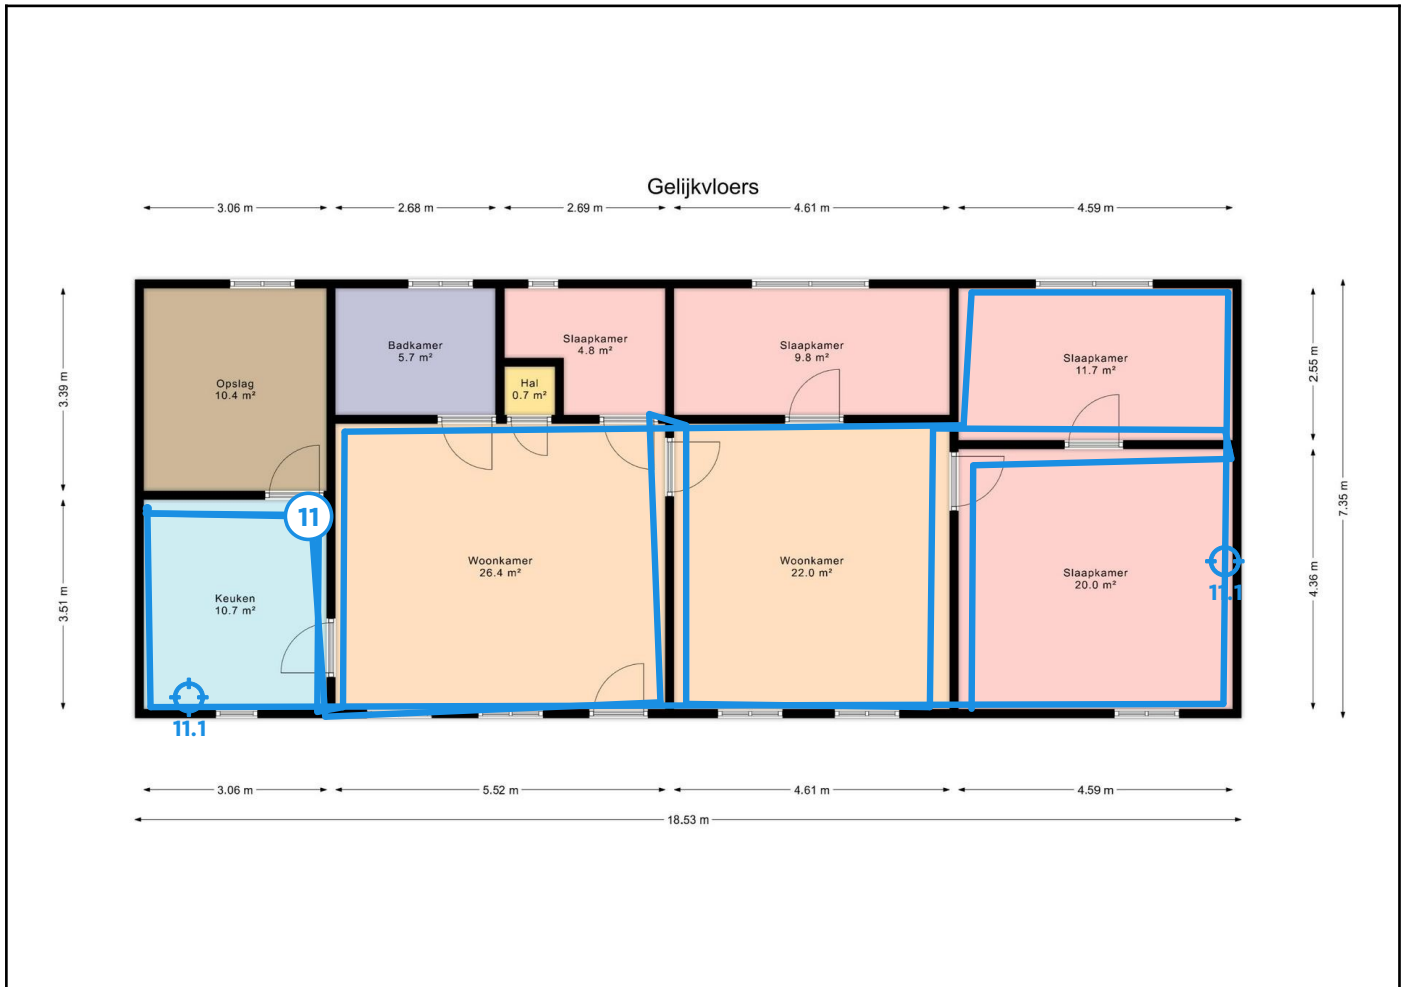 Gelijkvloers
3.06 m
2.68 m
2.69 m
4.61 m
4.59 m
3.39 m
3.51 m
Opslag
10.4 m²
Badkamer
5.7 m²
Slaapkamer
4.8 m²
Hal
0.7 m²
Slaapkamer
9.8 m²
Slaapkamer
11.7 m²
2.55 m
4.36 m
7.35 m
11
Keuken
10.7 m²
Woonkamer
26.4 m²
Woonkamer
22.0 m²
Slaapkamer
20.0 m²
11.1
11.1
3.06 m
5.52 m
4.61 m
4.59 m
18.53 m